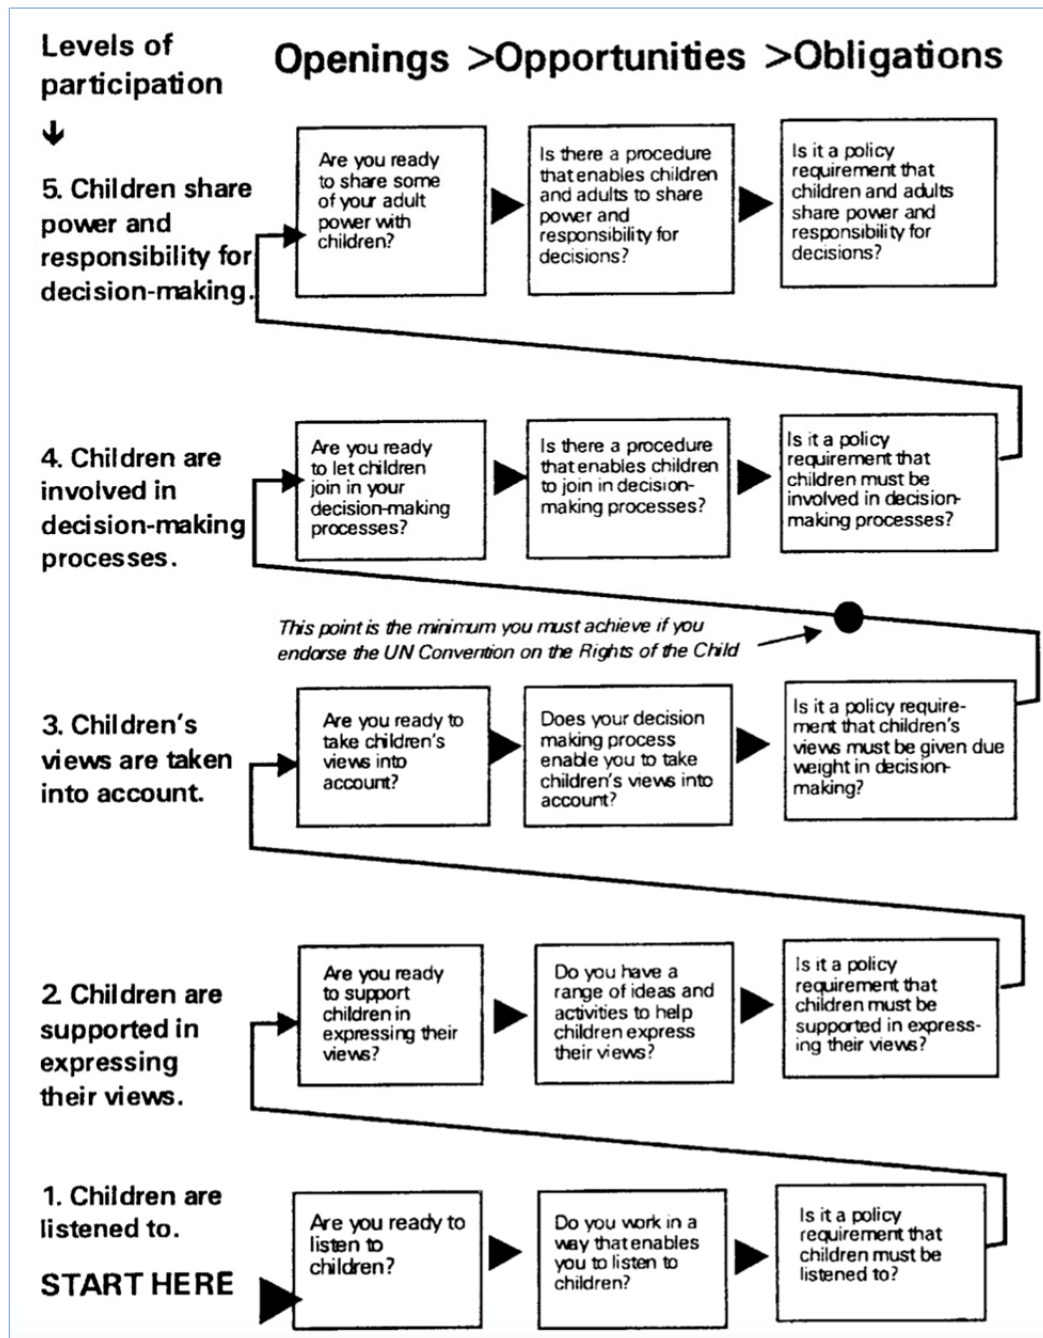 Levels of
participation
Openings >Opportunities >Obligations
5. Children share
power and
responsibility for
decision-making.
Are you ready
to share some
of your adult
power with
children?
Is there a procedure
that enables children
and adults to share
power and
responsibility for
decisions?
Is it a policy
requirement that
children and adults
share power and
responsibility for
decisions?
4. Children are
involved in
decision-making
processes.
Are you ready
to let children
join in your
decision-making
processes?
Is there a procedure
that enables children
to join in decision-
making processes?
Is it a policy
requirement that
children must be
involved in decision-
making processes?
This point is the minimum you must achieve if you
endorse the UN Convention on the Rights of the Child
3. Children's
views are taken
into account.
Are you ready to
take children's
views into
account?
Does your decision
making process
enable you to take
children's views into
account?
Is it a policy require-
ment that children's
views must be given due
weight in decision-
making?
2. Children are
supported in
expressing
their views.
Are you ready
to support
children in
expressing their
views?
Do you have a
range of ideas and
activities to help
children express
their views?
Is it a policy
requirement that
children must be
supported in express-
ing their views?
1. Children are
listened to.
START HERE
Are you ready to
listen to
children?
Do you work in a
way that enables
you to listen to
children?
Is it a policy
requirement that
children must be
listened to?